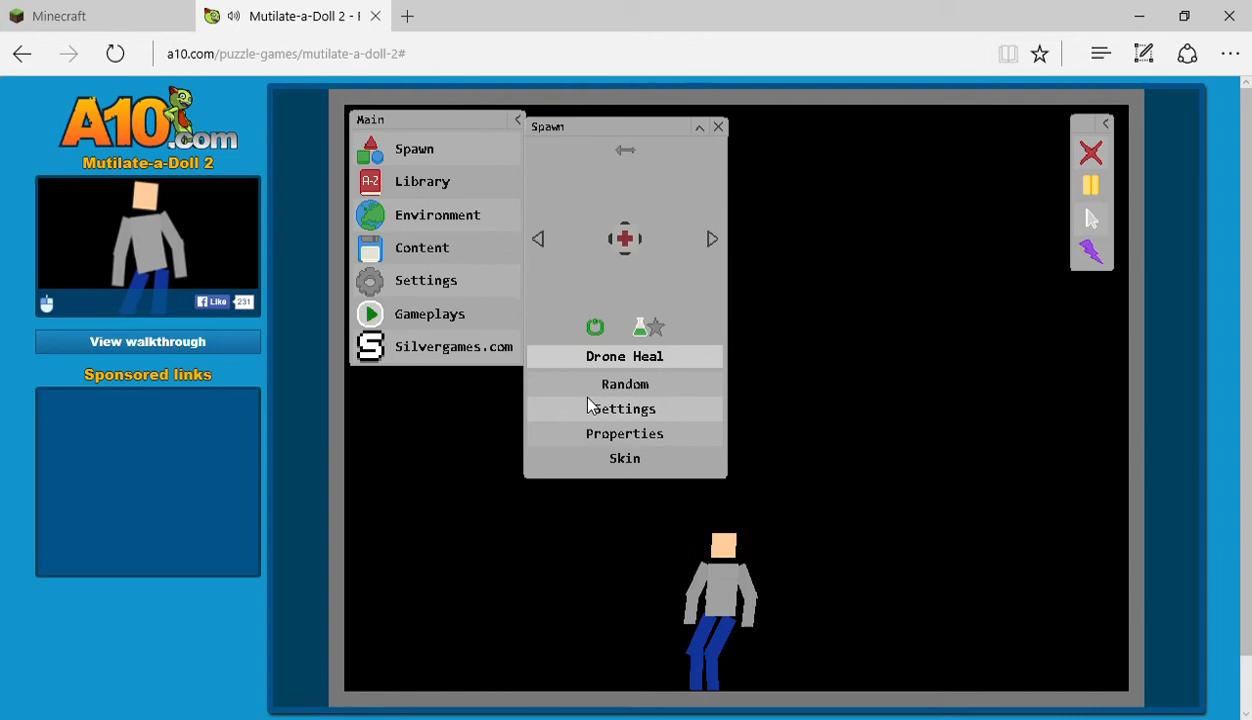 Minecraft
Mutilate-a-Doll 2 - F
a10.com/puzzle-games/mutilate-a-doll-2#
A10.com
Mutilate-a-Doll 2
Like 231
View walkthrough
Sponsored links
Main
Spawn
A-Z Library
Environment
Content
Settings
Gameplays
S Silvergames.com
Spawn
Drone Heal
Random
Settings
Properties
Skin